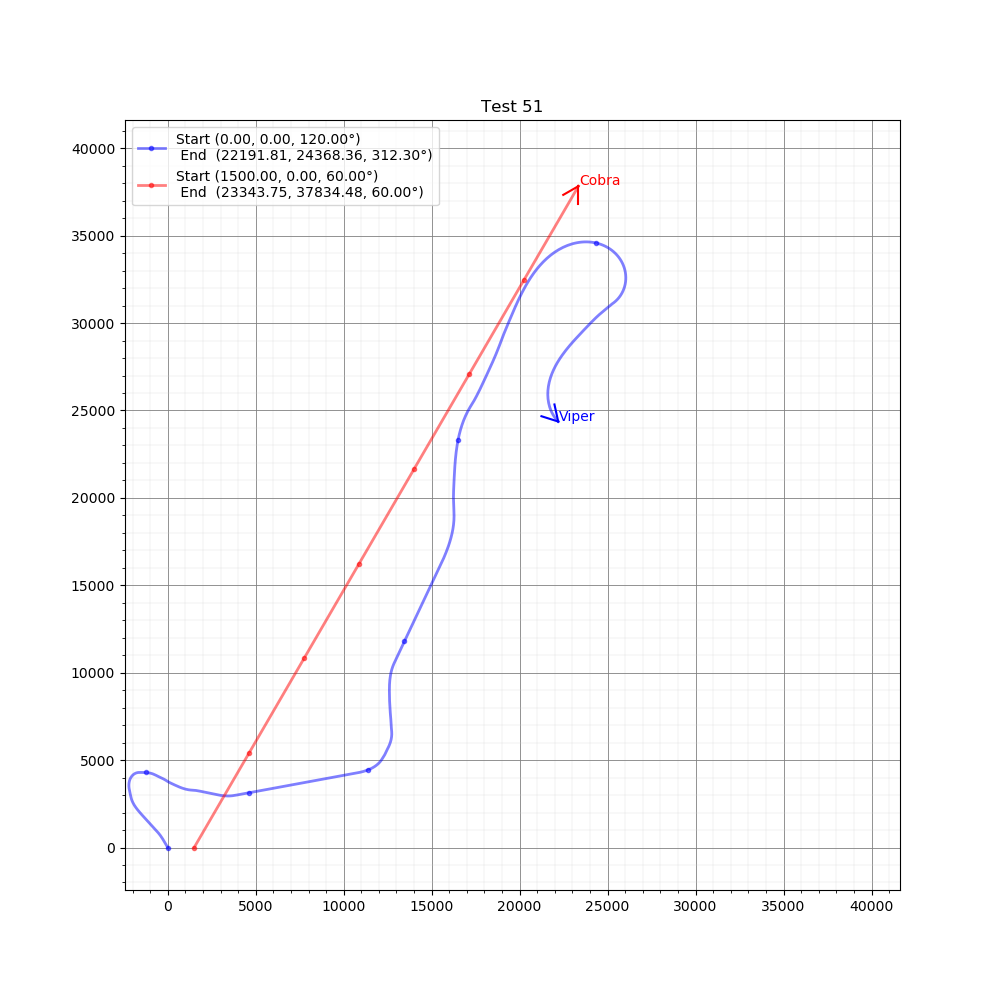 Test 51
Start (0.00, 0.00, 120.00°)
End  (22191.81, 24368.36, 312.30°)
Start (1500.00, 0.00, 60.00°)
End  (23343.75, 37834.48, 60.00°)
Cobra
Viper
40000
35000
30000
25000
20000
15000
10000
5000
0
0 5000 10000 15000 20000 25000 30000 35000 40000